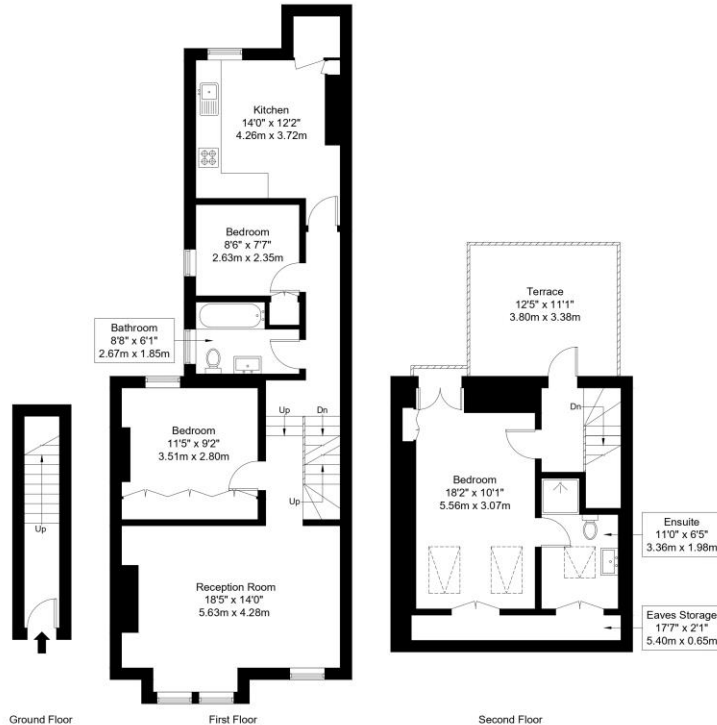 Kitchen
14'0" x 12'2"
4.26m x 3.72m
Bedroom
8'6" x 7'7"
2.63m x 2.35m
Bathroom
8'8" x 6'1"
2.67m x 1.85m
Up
Dn
Up
Bedroom
11'5" x 9'2"
3.51m x 2.80m
Reception Room
18'5" x 14'0"
5.63m x 4.28m
Up
Terrace
12'5" x 11'1"
3.80m x 3.38m
Dn
Bedroom
18'2" x 10'1"
5.56m x 3.07m
Ensuite
11'0" x 6'5"
3.36m x 1.98m
Eaves Storage
17'7" x 2'1"
5.40m x 0.65m
Ground Floor
First Floor
Second Floor